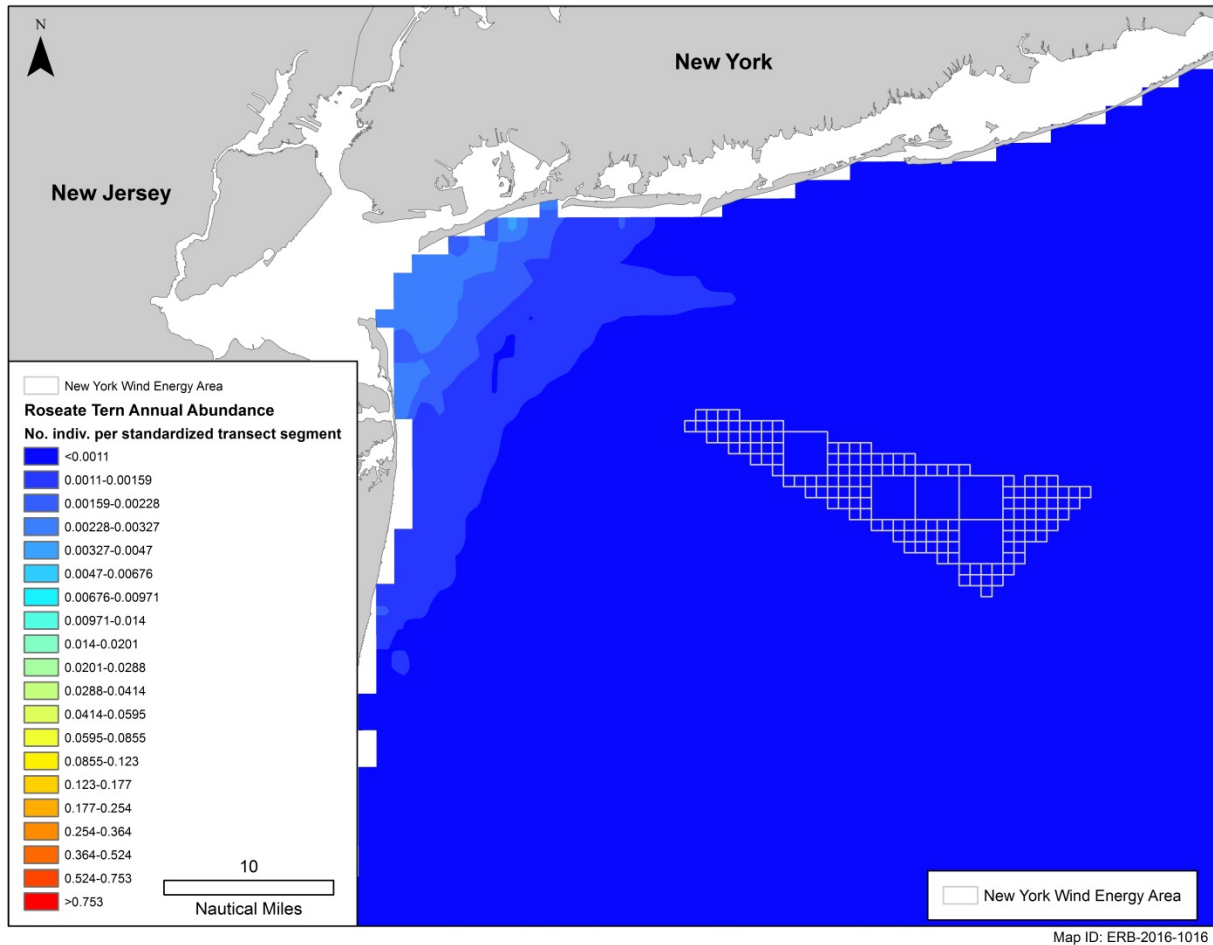 N
New York
New Jersey
New York Wind Energy Area
Roseate Tern Annual Abundance
No. indiv. per standardized transect segment
<0.0011
0.0011-0.00159
0.00159-0.00228
0.00228-0.00327
0.00327-0.0047
0.0047-0.00676
0.00676-0.00971
0.00971-0.014
0.014-0.0201
0.0201-0.0288
0.0288-0.0414
0.0414-0.0595
0.0595-0.0855
0.0855-0.123
0.123-0.177
0.177-0.254
0.254-0.364
0.364-0.524
0.524-0.753
>0.753
10
Nautical Miles
New York Wind Energy Area
Map ID: ERB-2016-1016